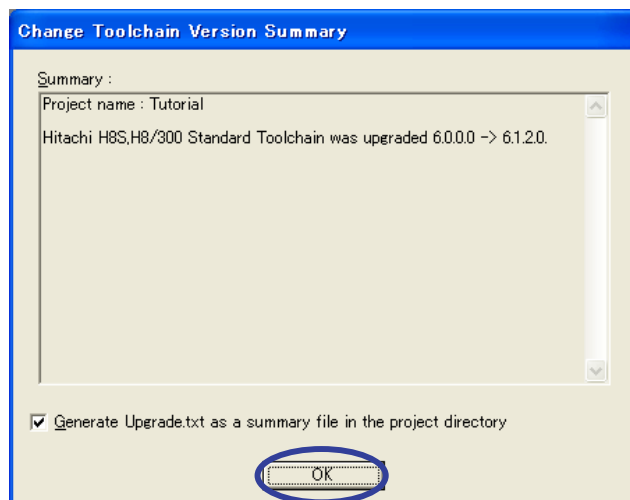 Change Toolchain Version Summary
Summary :
Project name : Tutorial
Hitachi H8S,H8/300 Standard Toolchain was upgraded 6.0.0.0 -> 6.1.2.0.
Generate Upgrade.txt as a summary file in the project directory
OK